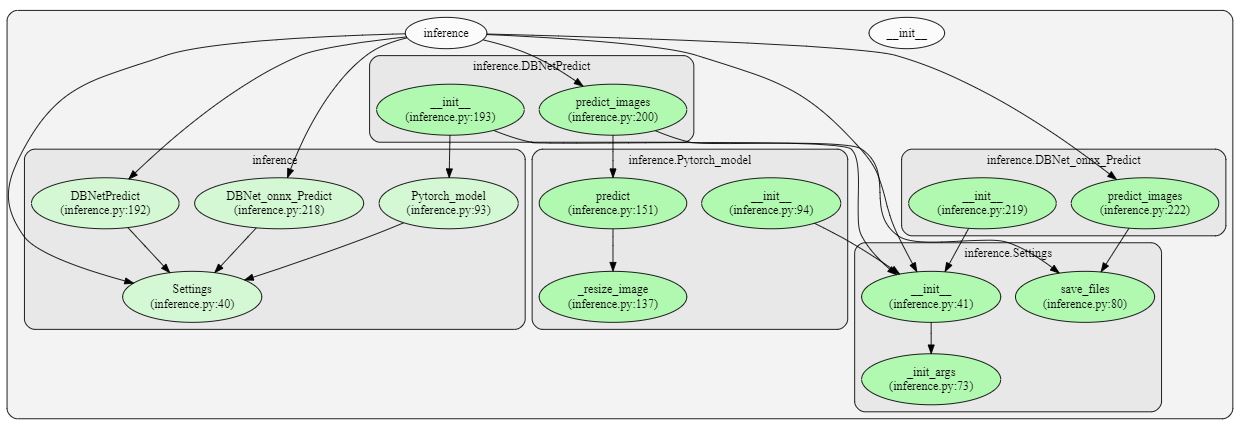 inference
__init__
inference.DBNetPredict
__init__
(inference.py:193)
predict_images
(inference.py:200)
inference
DBNetPredict
(inference.py:192)
DBNet_onnx_Predict
(inference.py:218)
Pytorch_model
(inference.py:93)
Settings
(inference.py:40)
inference.Pytorch_model
predict
(inference.py:151)
__init__
(inference.py:94)
_resize_image
(inference.py:137)
inference.DBNet_onnx_Predict
__init__
(inference.py:219)
predict_images
(inference.py:222)
inference.Settings
__init__
(inference.py:41)
save_files
(inference.py:80)
_init_args
(inference.py:73)